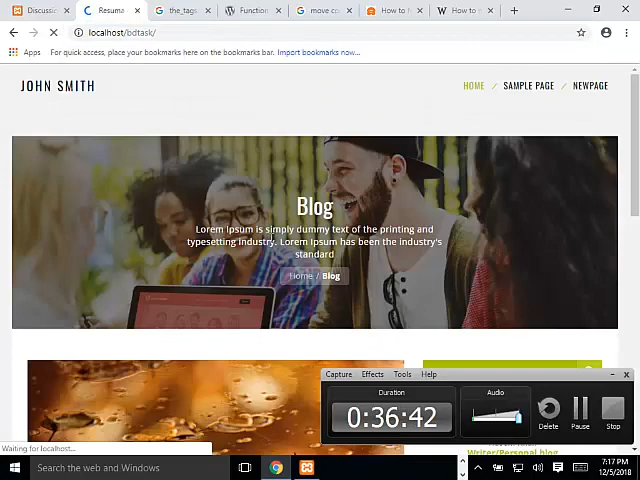 Discussio
Resuma
the_tags
Function
move co
How to f
How to
localhost/bdtask/
Apps
For quick access, place your bookmarks here on the bookmarks bar. Import bookmarks now...
JOHN SMITH
HOME / SAMPLE PAGE / NEWPAGE
Blog
Lorem Ipsum is simply dummy text of the printing and
typesetting industry. Lorem Ipsum has been the industry's
standard
Home / Blog
Capture Effects Tools Help
Duration
0:36:42
Audio
Delete
Pause
Stop
Waiting for localhost...
Writer/Personal blog
Search the web and Windows
7:17 PM
12/5/2018